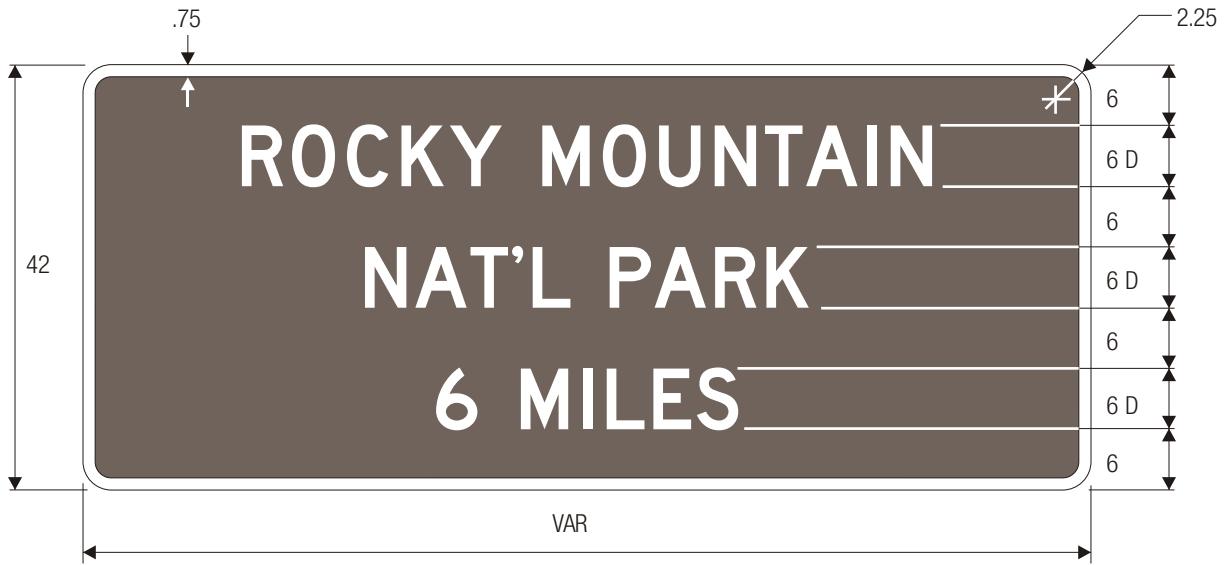 .75
2.25
42
ROCKY MOUNTAIN
NAT’L PARK
6 MILES
6
6 D
6
6 D
6
6 D
6
VAR